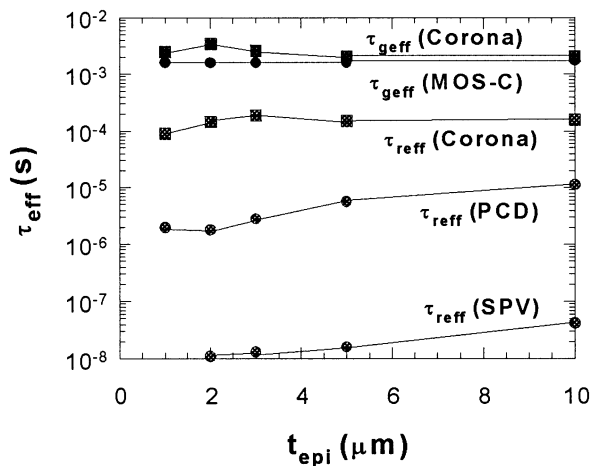 10⁻²
10⁻³
10⁻⁴
10⁻⁵
10⁻⁶
10⁻⁷
10⁻⁸
τeff (s)
τgeff (Corona)
τgeff (MOS-C)
τreff (Corona)
τreff (PCD)
τreff (SPV)
0 2 4 6 8 10
tepi (μm)